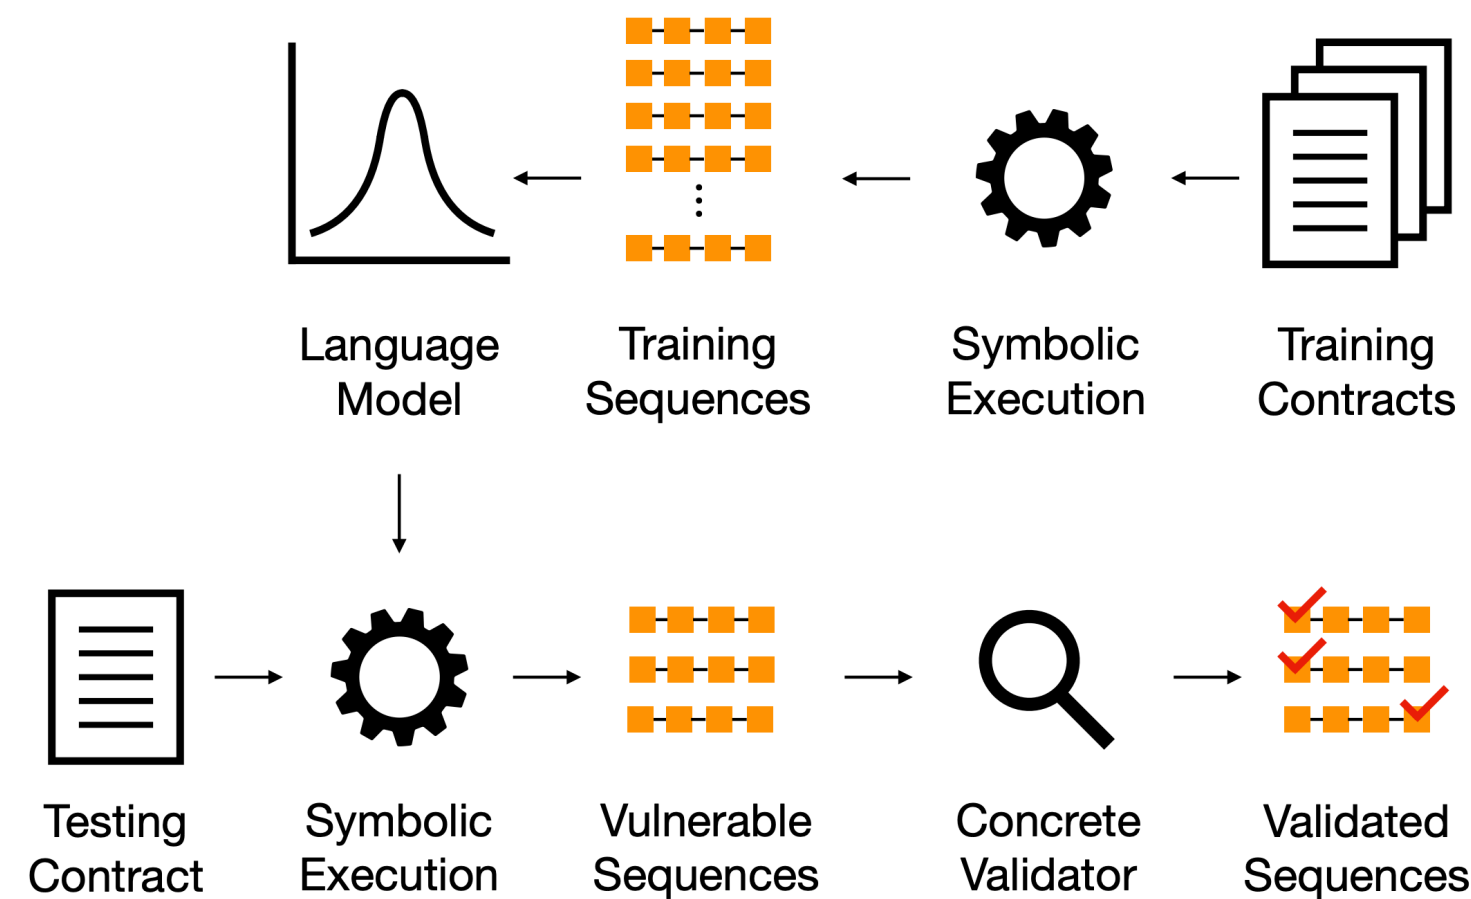 Language
Model
Training
Sequences
Symbolic
Execution
Training
Contracts
Testing
Contract
Symbolic
Execution
Vulnerable
Sequences
Concrete
Validator
Validated
Sequences